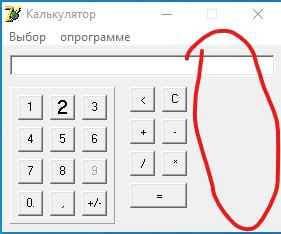 Калькулятор
Выбор опрограмме
1 2 3 < C
4 5 6 + -
7 8 9 / *
0. , +/- =